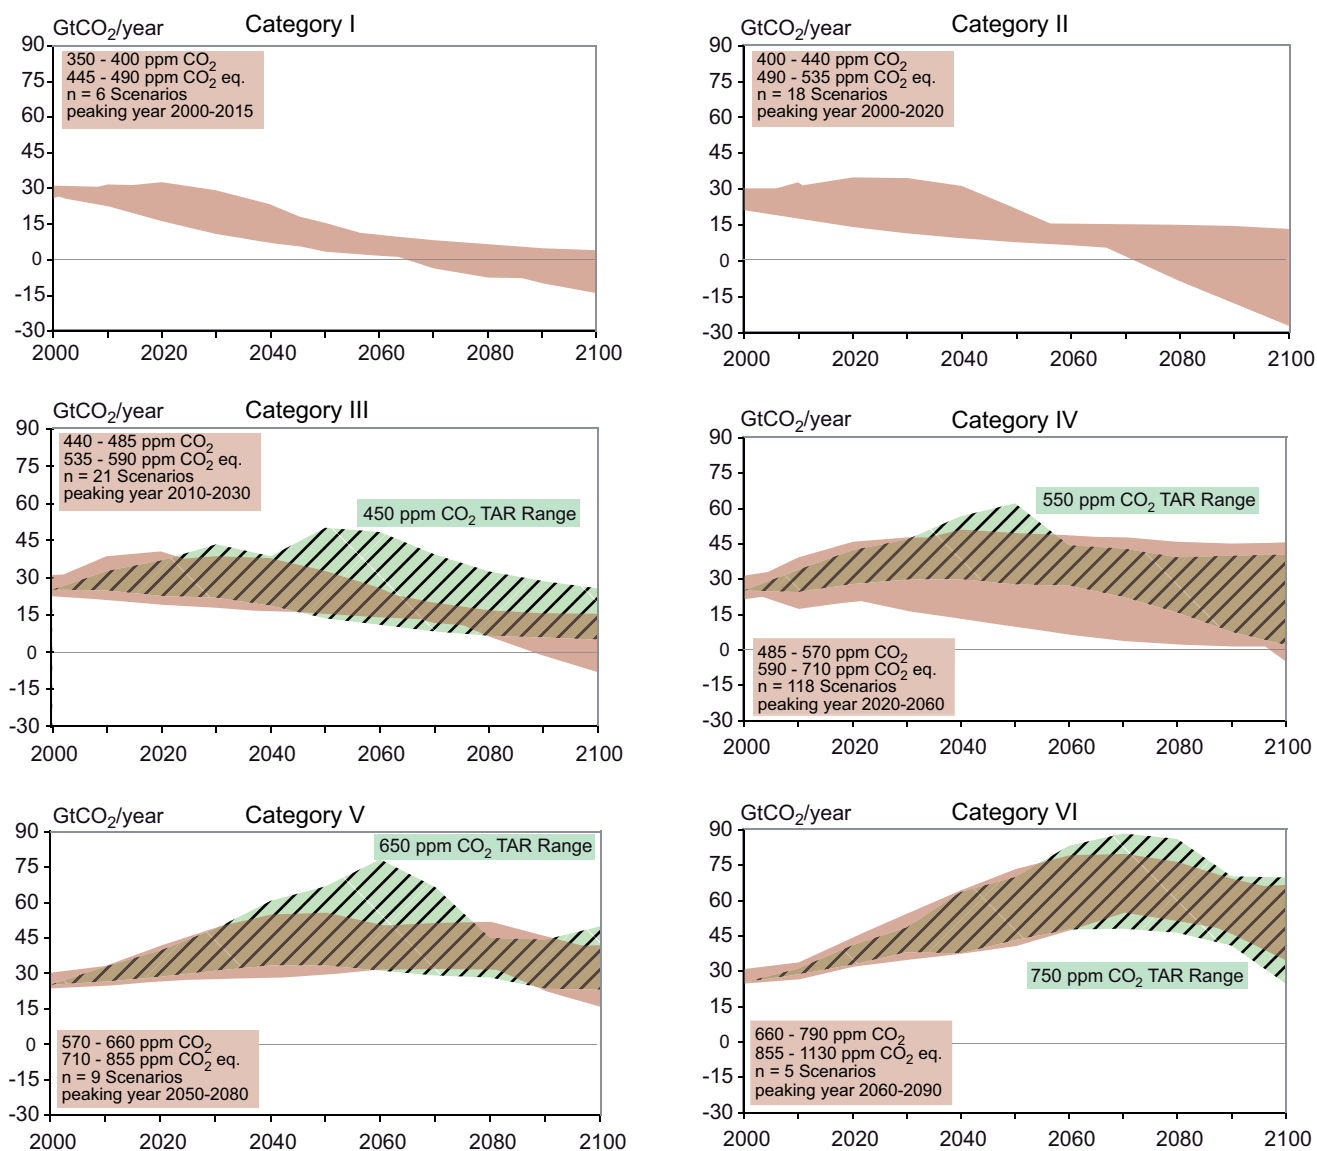 GtCO2/year
Category I
90
75
60
45
30
15
0
-15
-30
350 - 400 ppm CO2
445 - 490 ppm CO2 eq.
n = 6 Scenarios
peaking year 2000-2015
2000 2020 2040 2060 2080 2100
GtCO2/year
Category II
90
75
60
45
30
15
0
-15
-30
400 - 440 ppm CO2
490 - 535 ppm CO2 eq.
n = 18 Scenarios
peaking year 2000-2020
2000 2020 2040 2060 2080 2100
GtCO2/year
Category III
90
75
60
45
30
15
0
-15
-30
440 - 485 ppm CO2
535 - 590 ppm CO2 eq.
n = 21 Scenarios
peaking year 2010-2030
450 ppm CO2 TAR Range
2000 2020 2040 2060 2080 2100
GtCO2/year
Category IV
90
75
60
45
30
15
0
-15
-30
550 ppm CO2 TAR Range
485 - 570 ppm CO2
590 - 710 ppm CO2 eq.
n = 118 Scenarios
peaking year 2020-2060
2000 2020 2040 2060 2080 2100
GtCO2/year
Category V
90
75
60
45
30
15
0
-15
-30
650 ppm CO2 TAR Range
570 - 660 ppm CO2
710 - 855 ppm CO2 eq.
n = 9 Scenarios
peaking year 2050-2080
2000 2020 2040 2060 2080 2100
GtCO2/year
Category VI
90
75
60
45
30
15
0
-15
-30
750 ppm CO2 TAR Range
660 - 790 ppm CO2
855 - 1130 ppm CO2 eq.
n = 5 Scenarios
peaking year 2060-2090
2000 2020 2040 2060 2080 2100